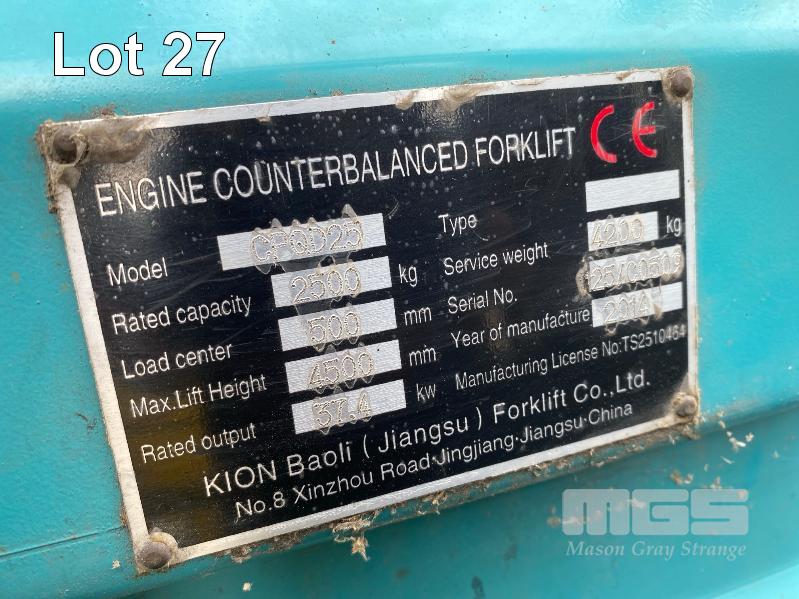 Lot 27
ENGINE COUNTERBALANCED FORKLIFT CE
Model CPQD25
Type
Rated capacity 2500 kg
Service weight 4200 kg
Load center 500 mm
Serial No.
Max.Lift Height 4500 mm
Year of manufacture 2014
Rated output 37.4 kw
Manufacturing License No:TS2510464
KION Baoli ( Jiangsu ) Forklift Co.,Ltd.
No.8 Xinzhou Road·Jingjiang·Jiangsu·China
MGS
Mason Gray Strange